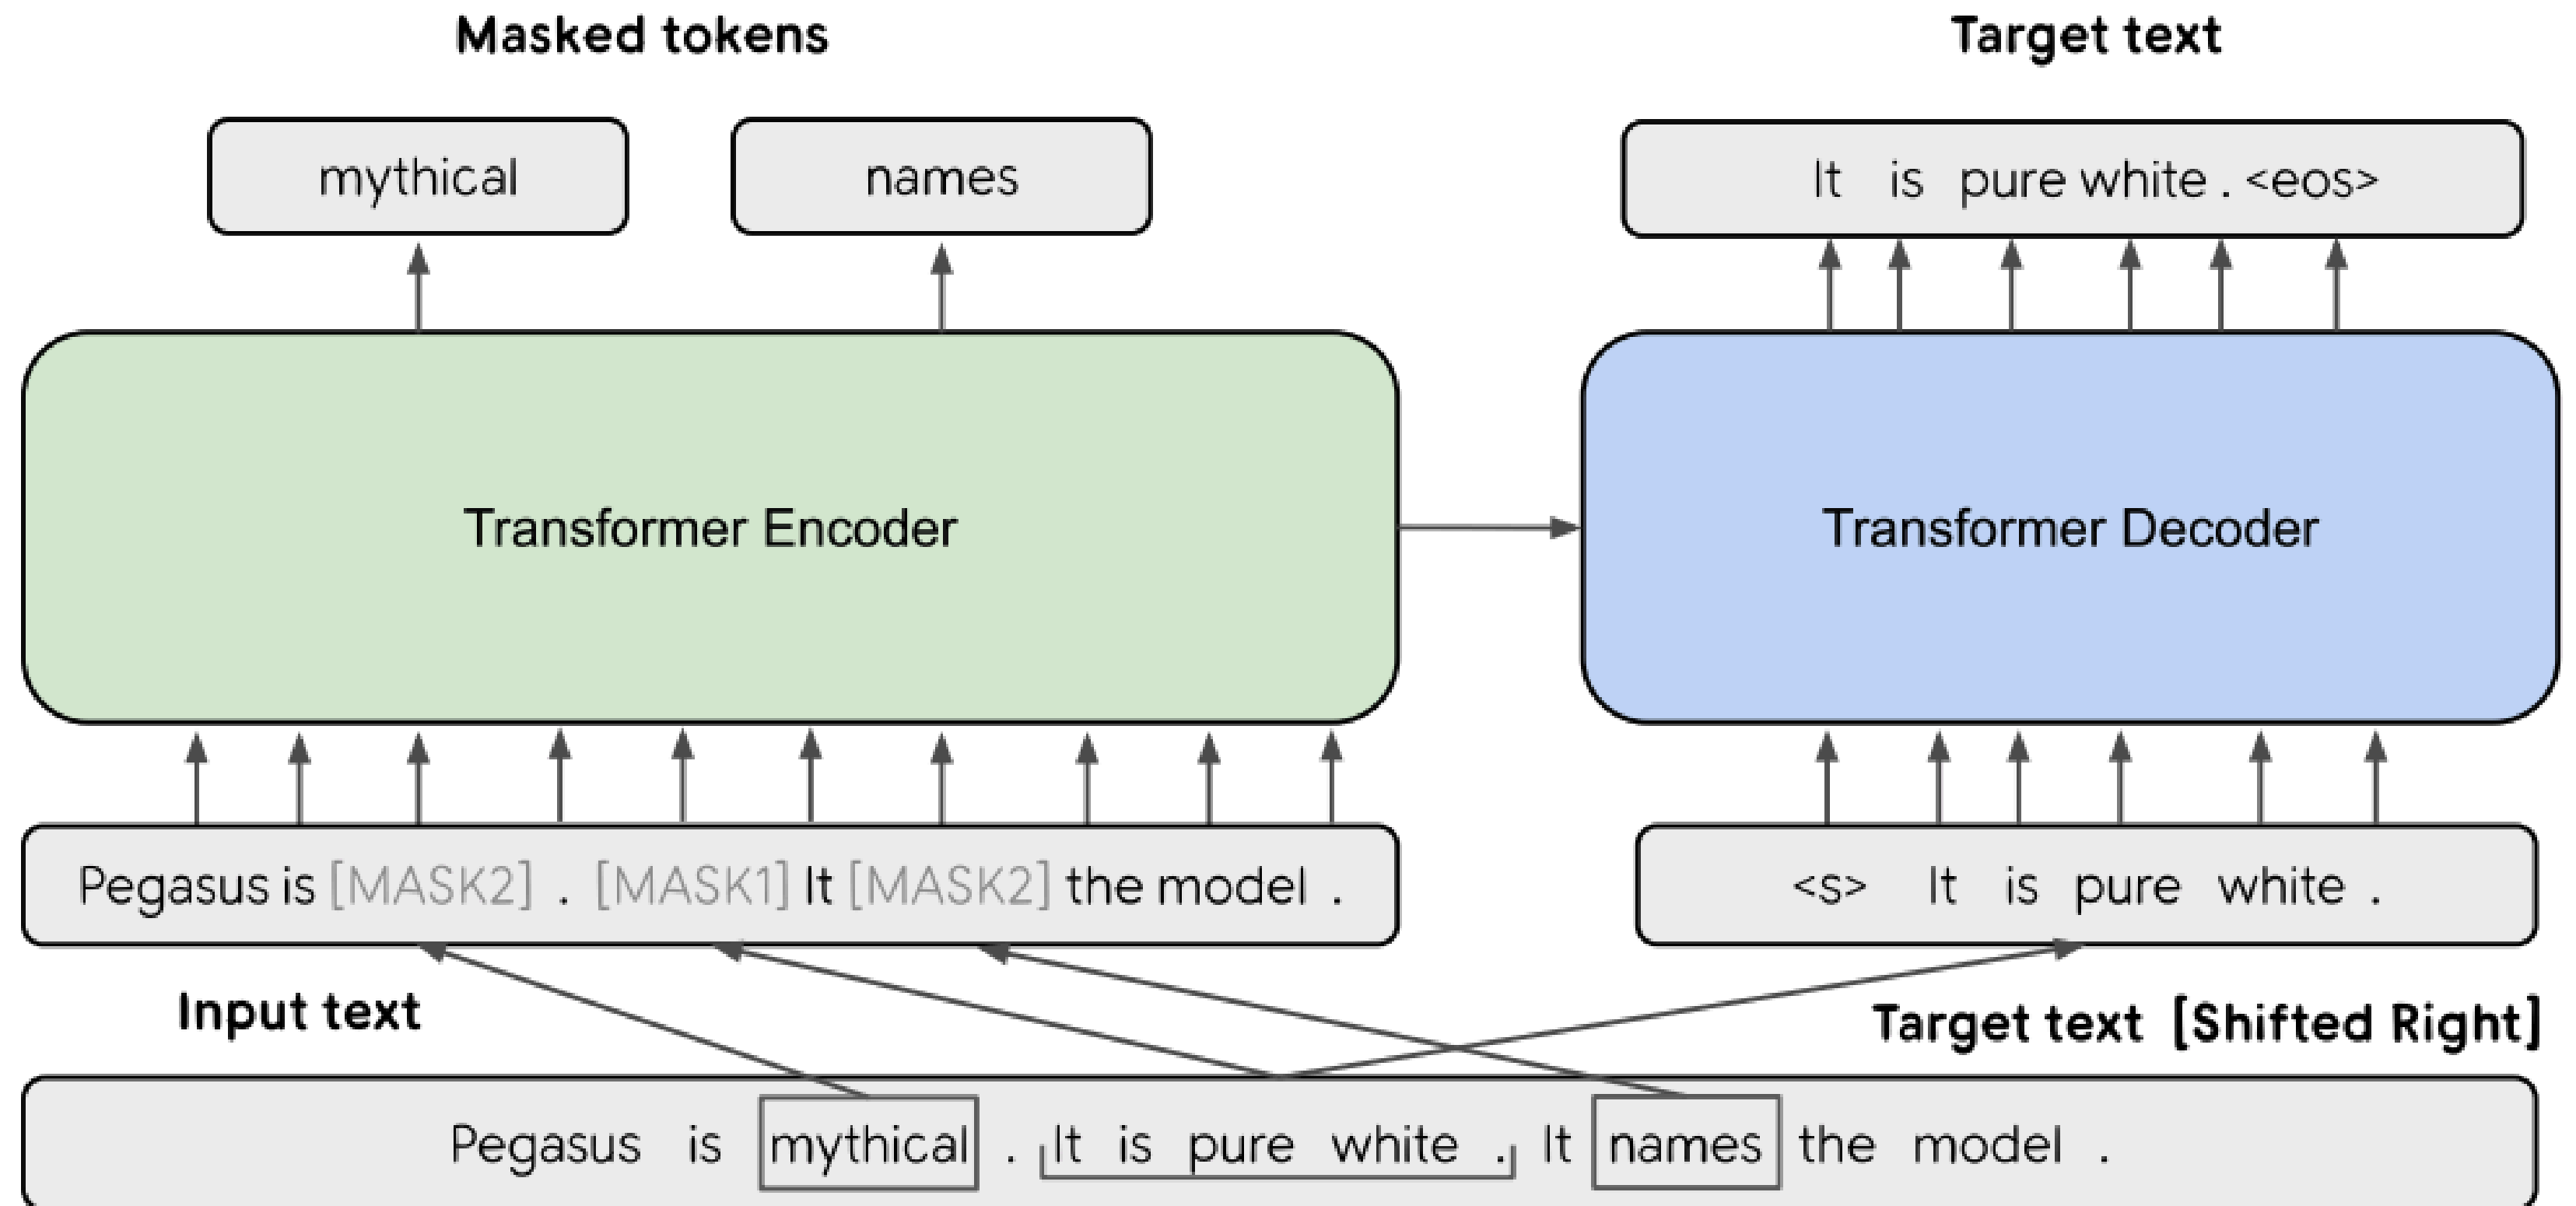 Masked tokens
Target text
mythical
names
It is pure white . <eos>
Transformer Encoder
Transformer Decoder
Pegasus is [MASK2] . [MASK1] It [MASK2] the model .
<s> It is pure white .
Input text
Target text [Shifted Right]
Pegasus is mythical . It is pure white . It names the model .